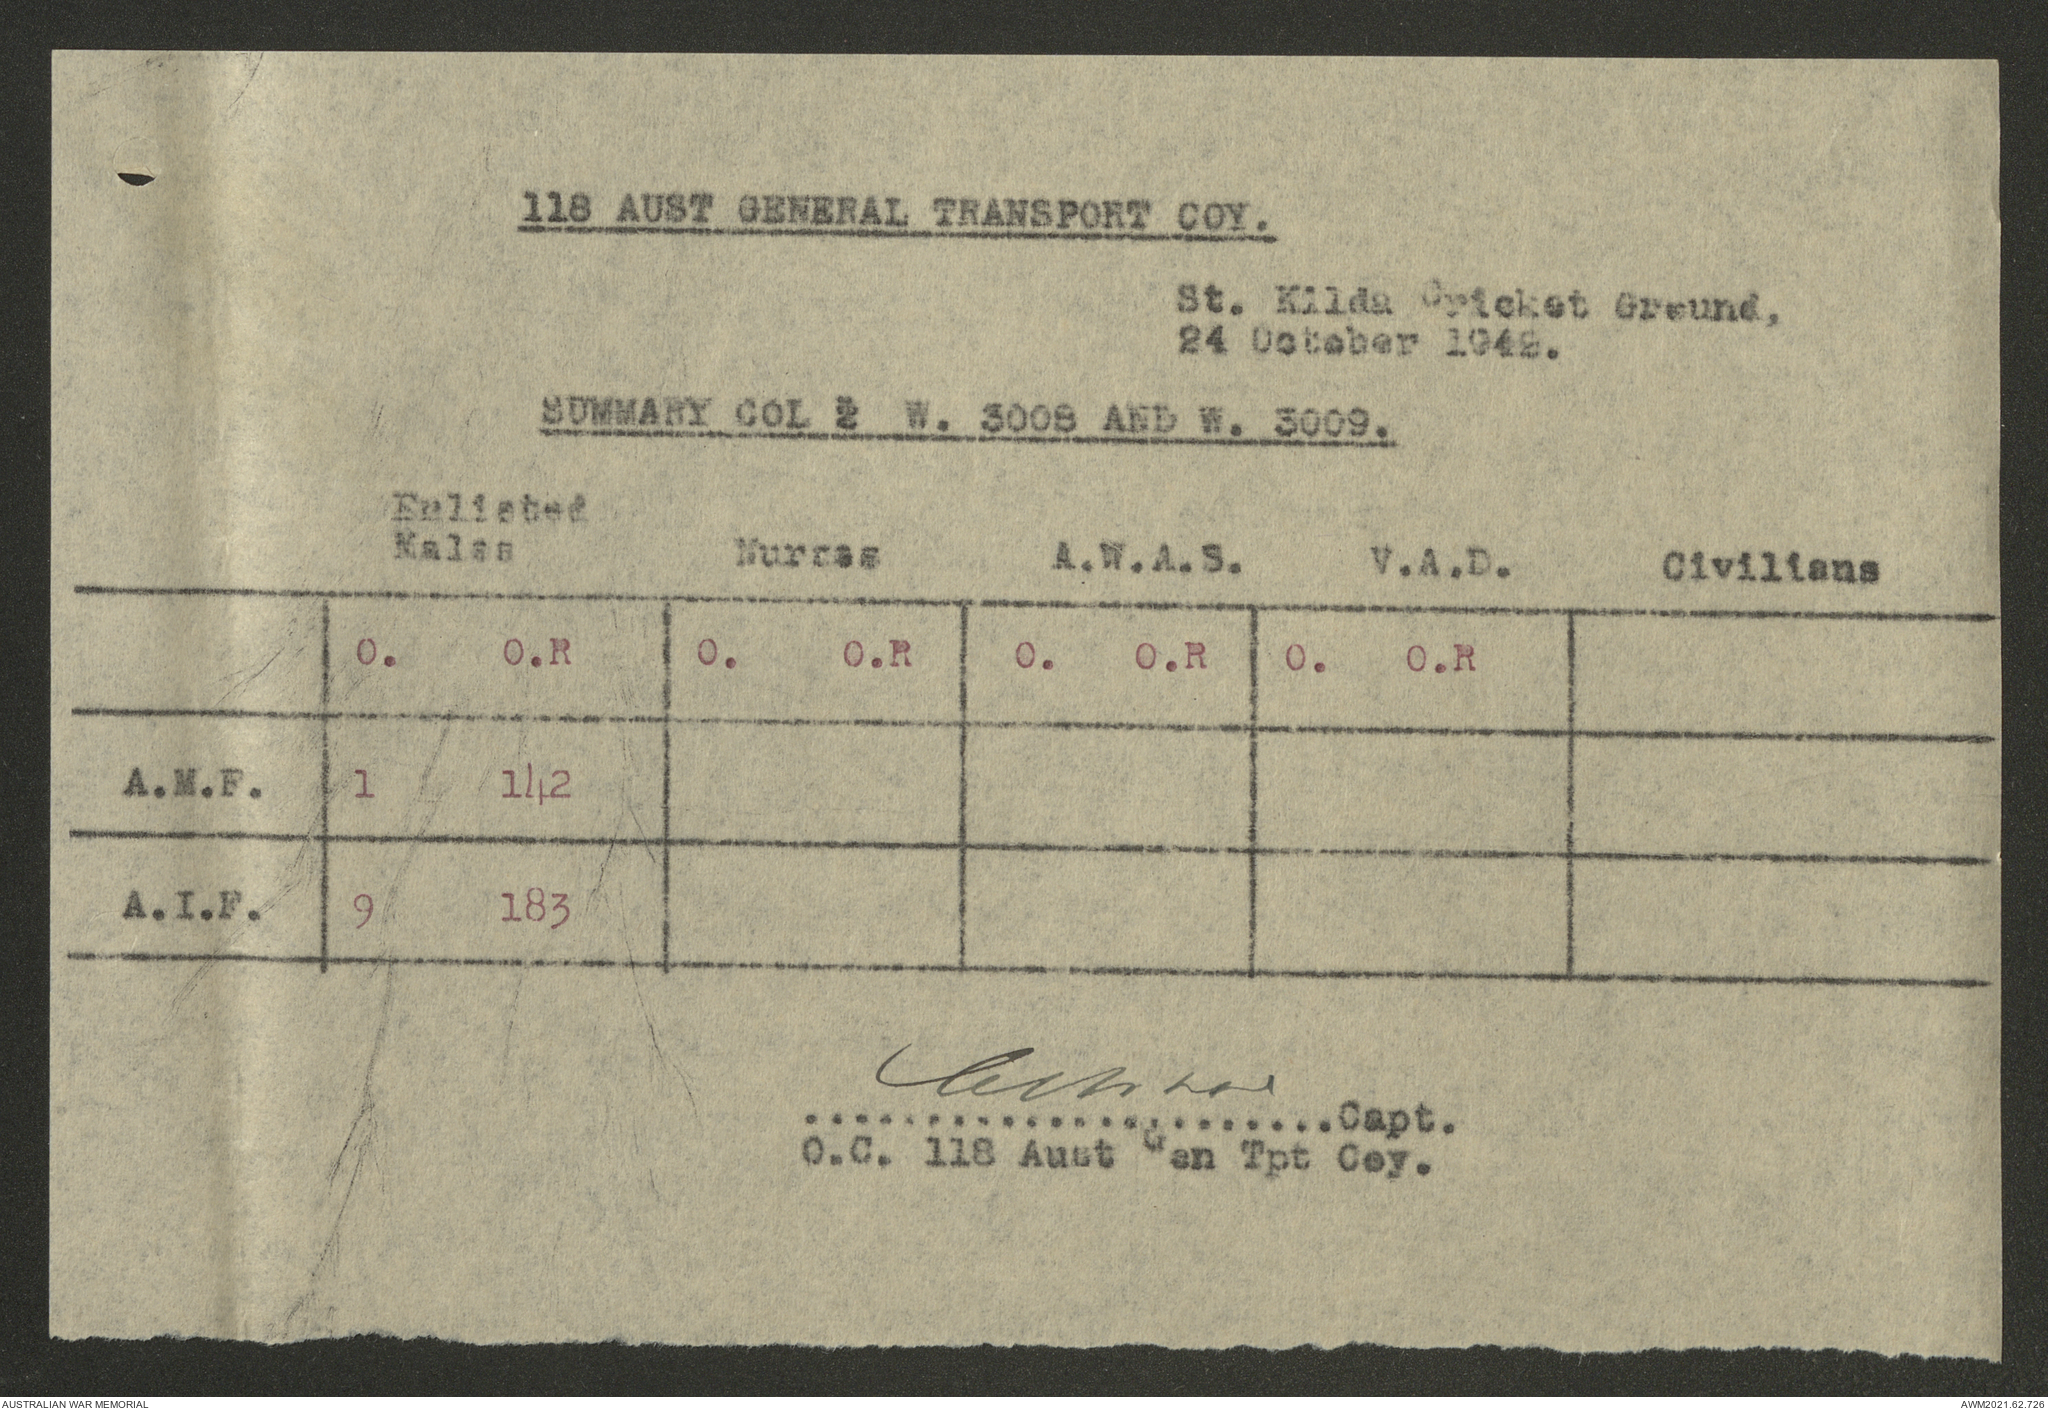 118 AUST GENERAL TRANSPORT COY.
St. Kilda Cricket Ground,
24 October 1942.
SUMMARY COL 2 W. 3008 AND W. 3009.
Enlisted
Males Nurses A.W.A.S. V.A.D. Civilians
O. O.R O. O.R O. O.R O. O.R
A.M.F. 1 142
A.I.F. 9 183
.......................Capt.
O.C. 118 Aust Gen Tpt Coy.
AUSTRALIAN WAR MEMORIAL AWM2021.62.726